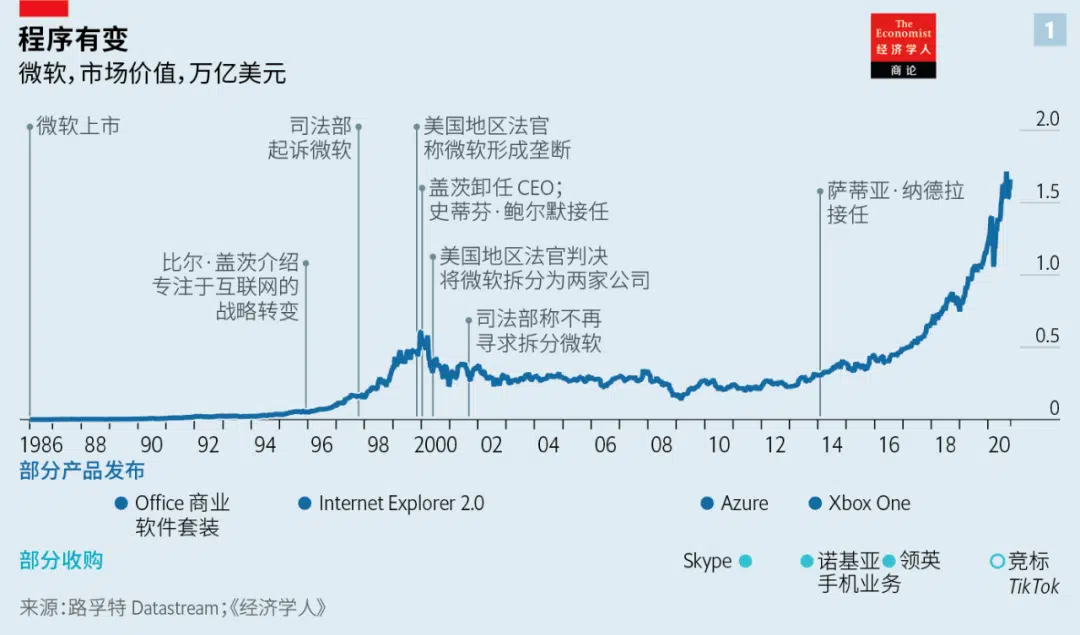 程序有变
微软，市场价值，万亿美元
The
Economist
经济学人
商论
1
微软上市
司法部
起诉微软
美国地区法官
称微软形成垄断
盖茨卸任 CEO；
史蒂芬·鲍尔默接任
美国地区法官判决
将微软拆分为两家公司
司法部称不再
寻求拆分微软
比尔·盖茨介绍
专注于互联网的
战略转变
萨蒂亚·纳德拉
接任
2.0
1.5
1.0
0.5
0
1986 88 90 92 94 96 98 2000 02 04 06 08 10 12 14 16 18 20
部分产品发布
Office 商业
软件套装
Internet Explorer 2.0
Azure
Xbox One
部分收购
Skype
诺基亚
手机业务
领英
竞标
TikTok
来源：路孚特 Datastream；《经济学人》